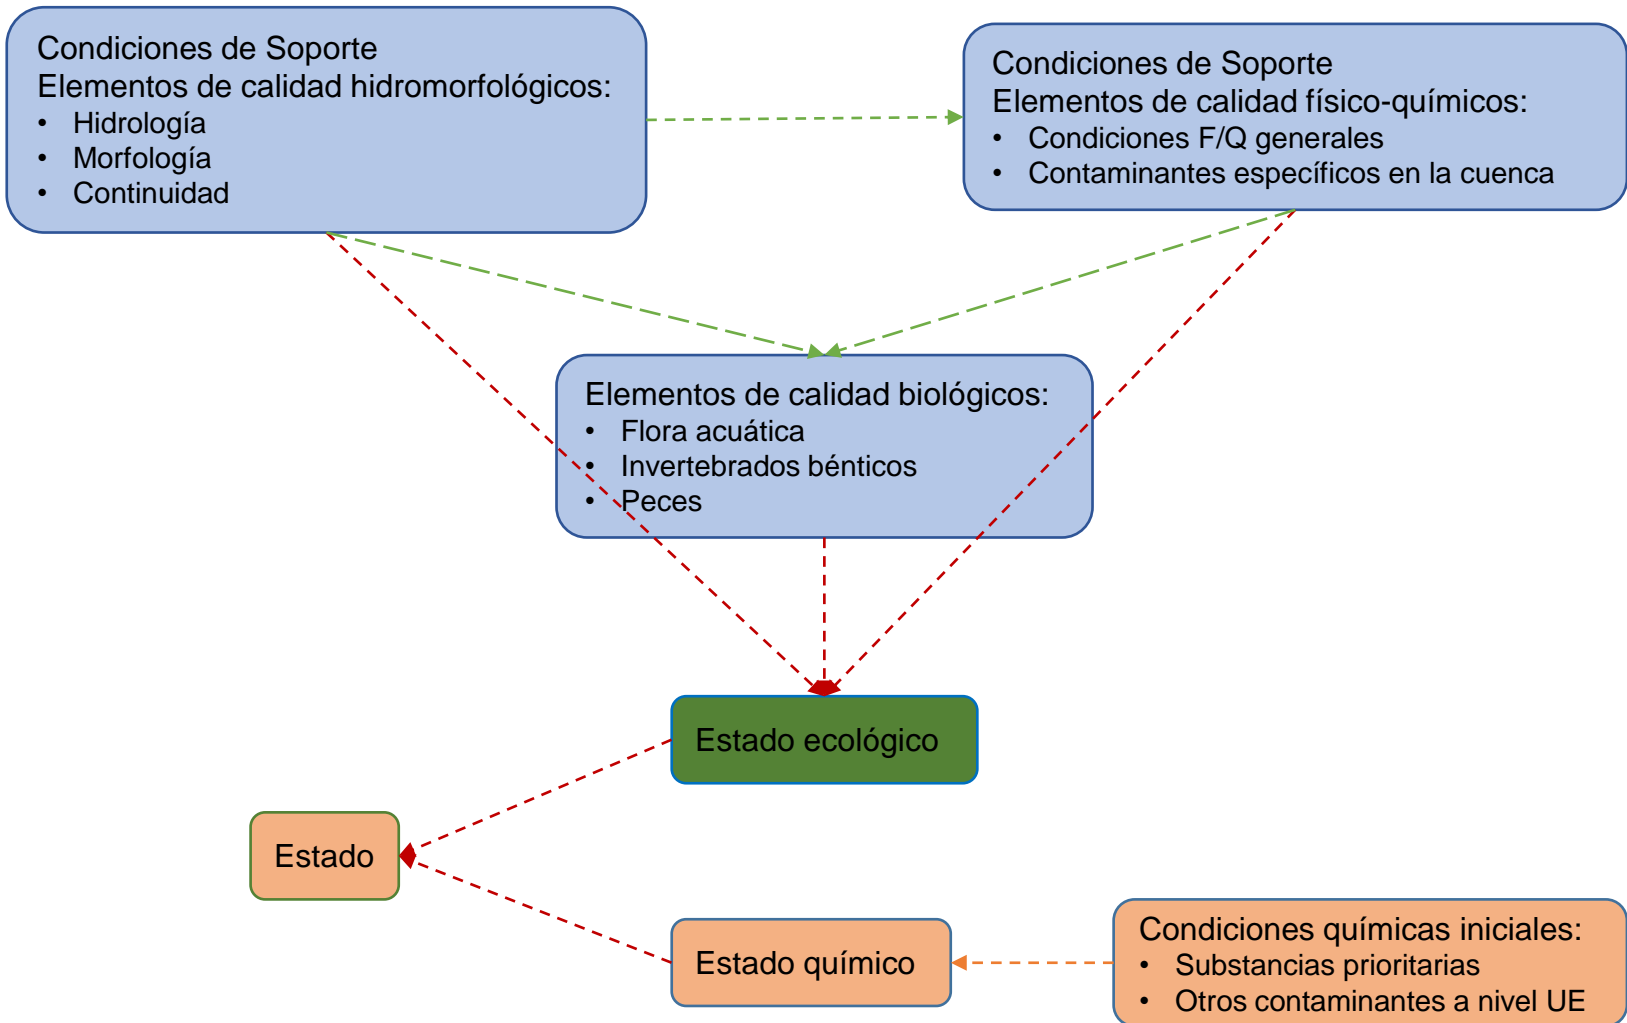 Condiciones de Soporte
Elementos de calidad hidromorfológicos:
• Hidrología
• Morfología
• Continuidad
Condiciones de Soporte
Elementos de calidad físico-químicos:
• Condiciones F/Q generales
• Contaminantes específicos en la cuenca
Elementos de calidad biológicos:
• Flora acuática
• Invertebrados bénticos
• Peces
Estado ecológico
Estado
Estado químico
Condiciones químicas iniciales:
• Substancias prioritarias
• Otros contaminantes a nivel UE